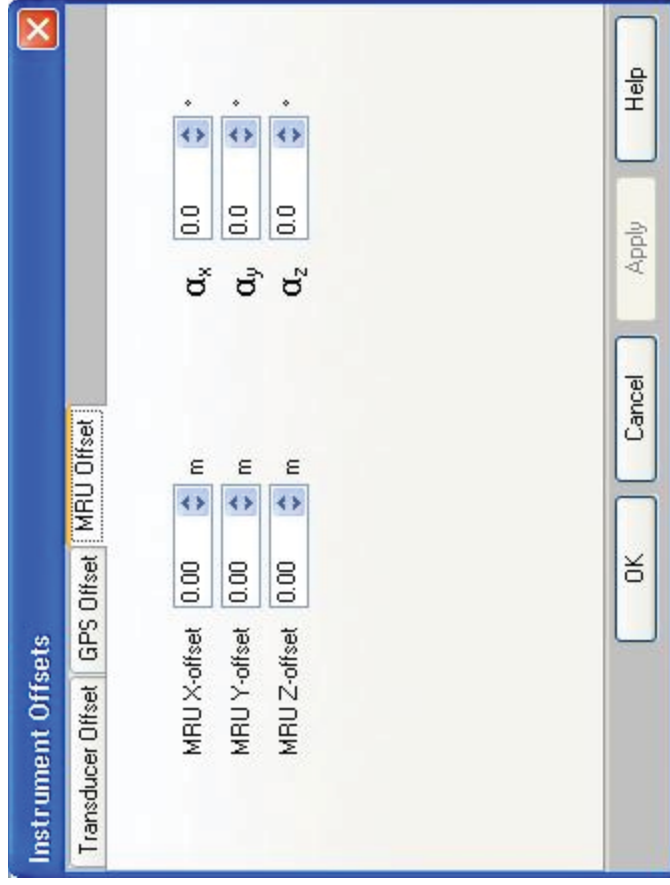 Instrument Offsets
Transducer Offset GPS Offset MRU Offset
MRU X-offset 0.00 m αx 0.0 °
MRU Y-offset 0.00 m αy 0.0 °
MRU Z-offset 0.00 m αz 0.0 °
OK Cancel Apply Help